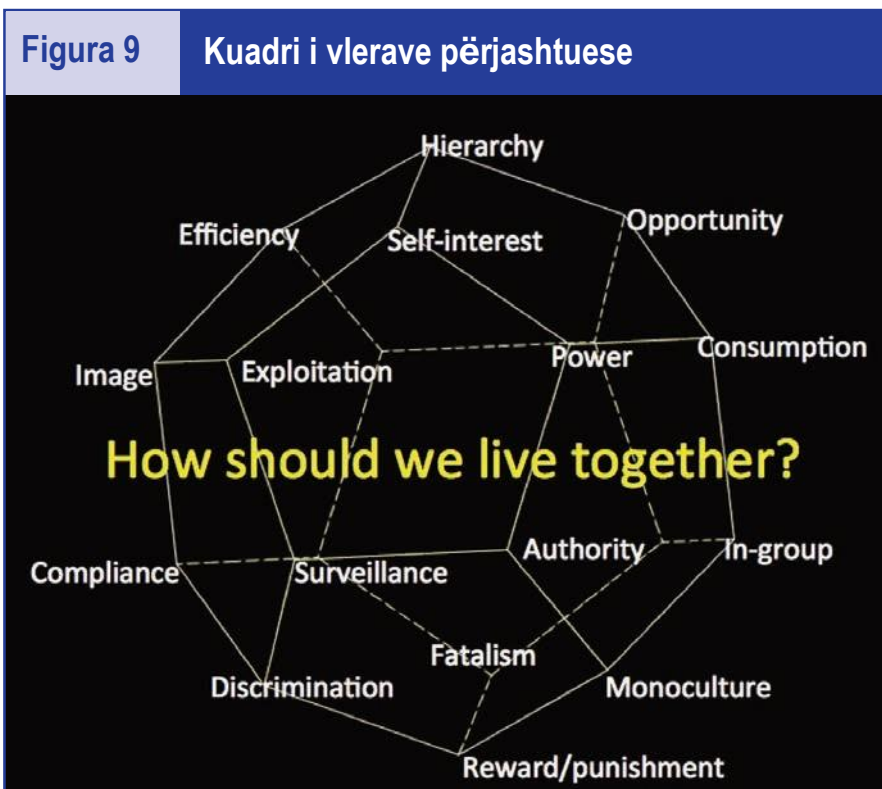 Figura 9
Kuadri i vlerave përjashtuese
Hierarchy
Opportunity
Efficiency
Self-interest
Image
Exploitation
Power
Consumption
How should we live together?
Compliance
Surveillance
Authority
In-group
Fatalism
Discrimination
Monoculture
Reward/punishment